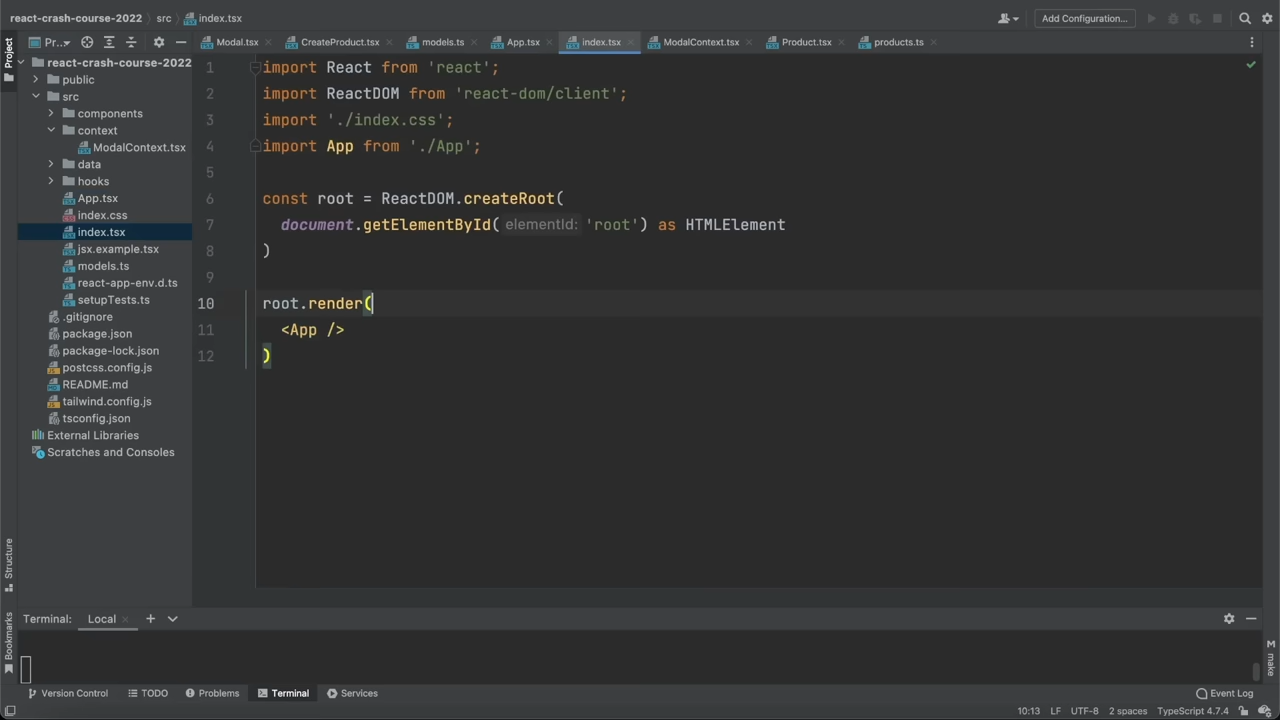 react-crash-course-2022 src index.tsx Add Configuration...
Project Pr... Modal.tsx CreateProduct.tsx models.ts App.tsx index.tsx ModalContext.tsx Product.tsx products.ts
react-crash-course-2022
public
src
components
context
ModalContext.tsx
data
hooks
App.tsx
index.css
index.tsx
jsx.example.tsx
models.ts
react-app-env.d.ts
setupTests.ts
.gitignore
package.json
package-lock.json
postcss.config.js
README.md
tailwind.config.js
tsconfig.json
External Libraries
Scratches and Consoles
1 import React from 'react';
2 import ReactDOM from 'react-dom/client';
3 import './index.css';
4 import App from './App';
5
6 const root = ReactDOM.createRoot(
7 document.getElementById( elementId: 'root') as HTMLElement
8 )
9
10 root.render(
11 <App />
12 )
Structure
Bookmarks
make
Terminal: Local
Version Control TODO Problems Terminal Services Event Log
10:13 LF UTF-8 2 spaces TypeScript 4.7.4